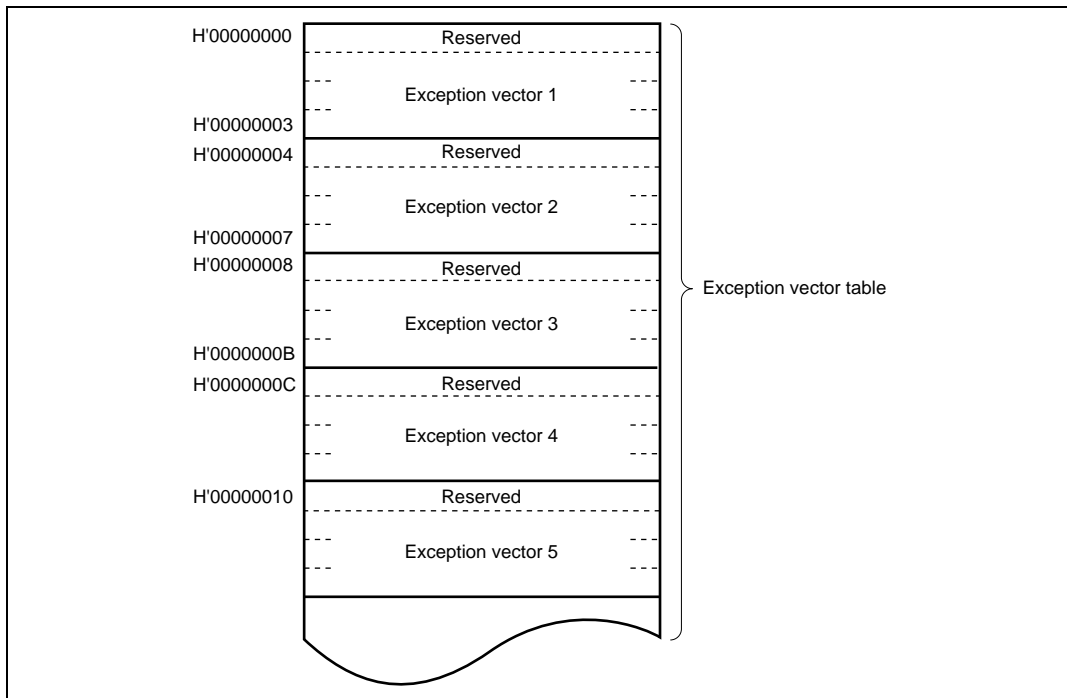 H'00000000
Reserved
Exception vector 1
H'00000003
H'00000004
Reserved
Exception vector 2
H'00000007
H'00000008
Reserved
Exception vector 3
H'0000000B
H'0000000C
Reserved
Exception vector 4
H'00000010
Reserved
Exception vector 5
Exception vector table